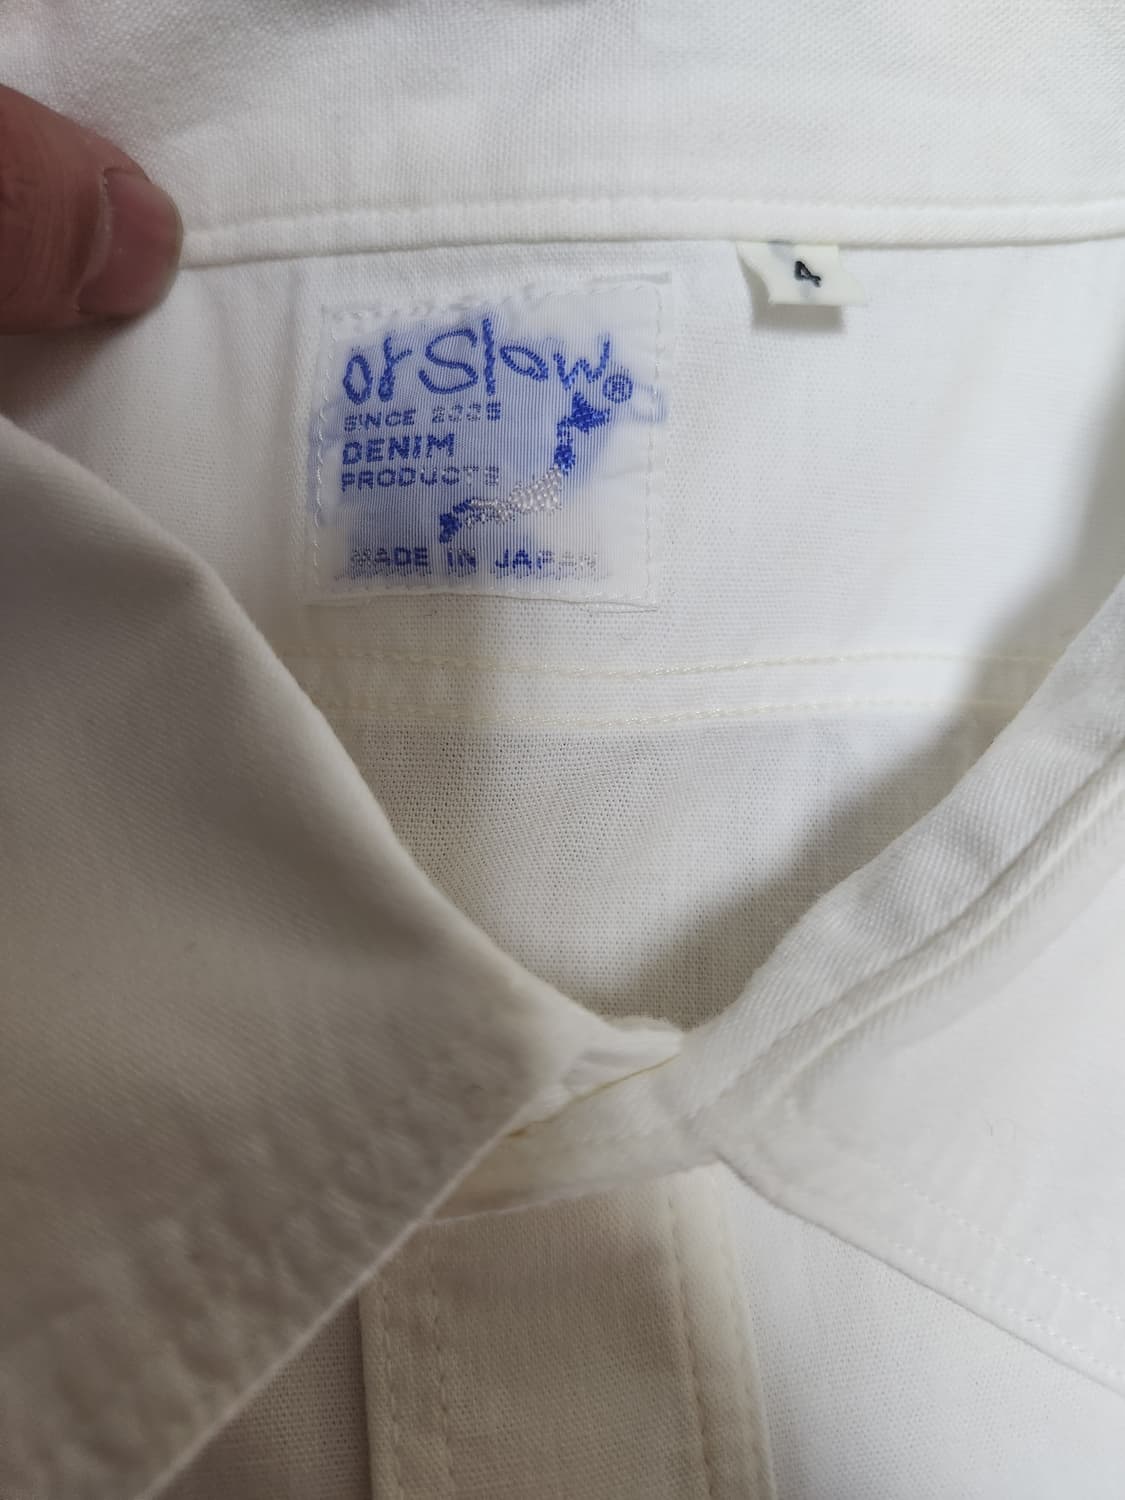 orSlow®
SINCE 2005
DENIM
PRODUCTS
MADE IN JAPAN
4